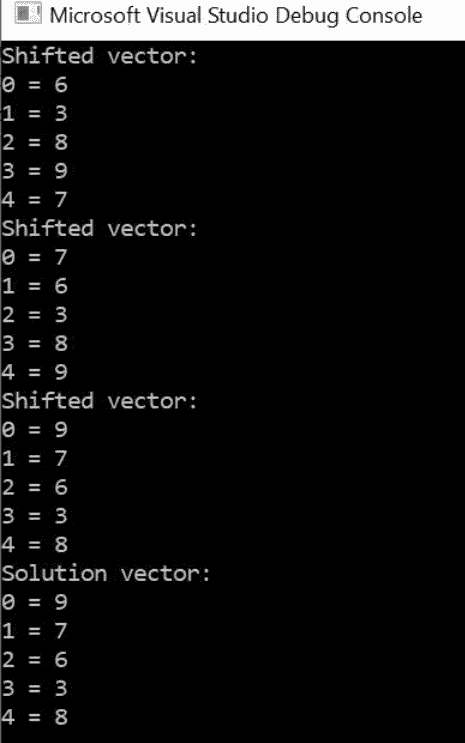 Microsoft Visual Studio Debug Console
Shifted vector:
0 = 6
1 = 3
2 = 8
3 = 9
4 = 7
Shifted vector:
0 = 7
1 = 6
2 = 3
3 = 8
4 = 9
Shifted vector:
0 = 9
1 = 7
2 = 6
3 = 3
4 = 8
Solution vector:
0 = 9
1 = 7
2 = 6
3 = 3
4 = 8